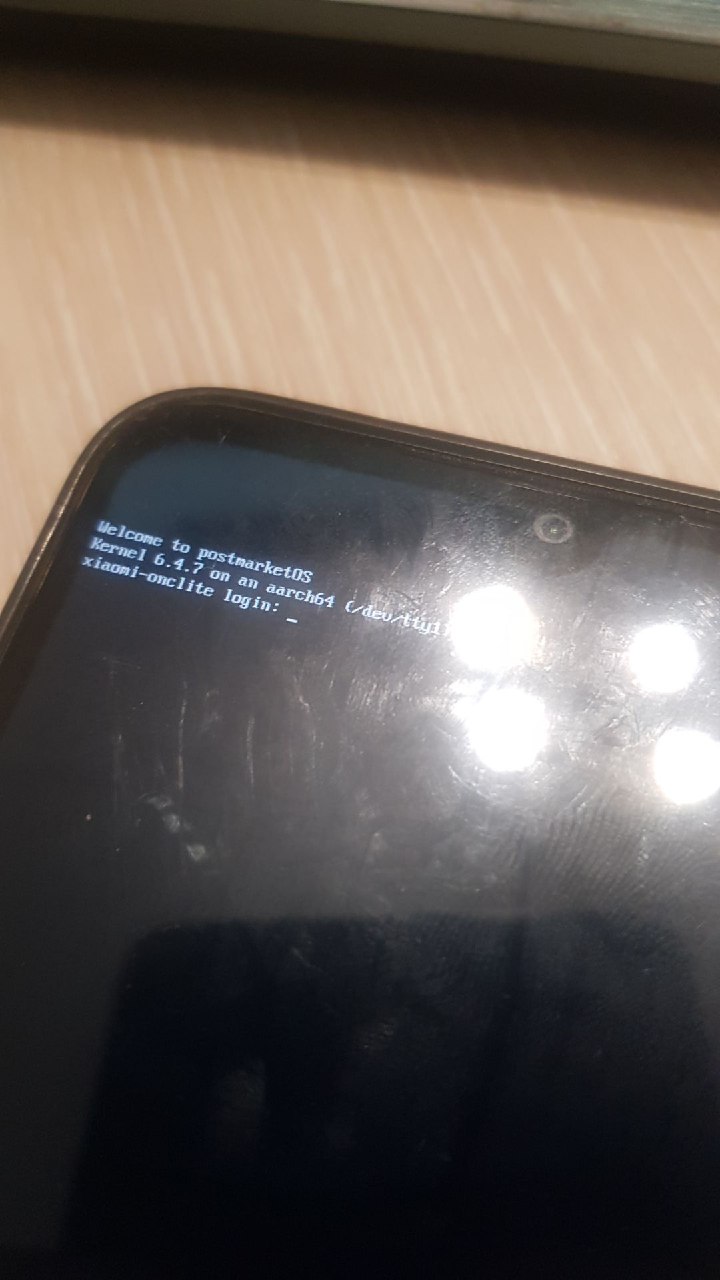 Welcome to postmarketOS
Kernel 6.4.7 on an aarch64 (/dev/tty1)
xiaomi-onclite login: _